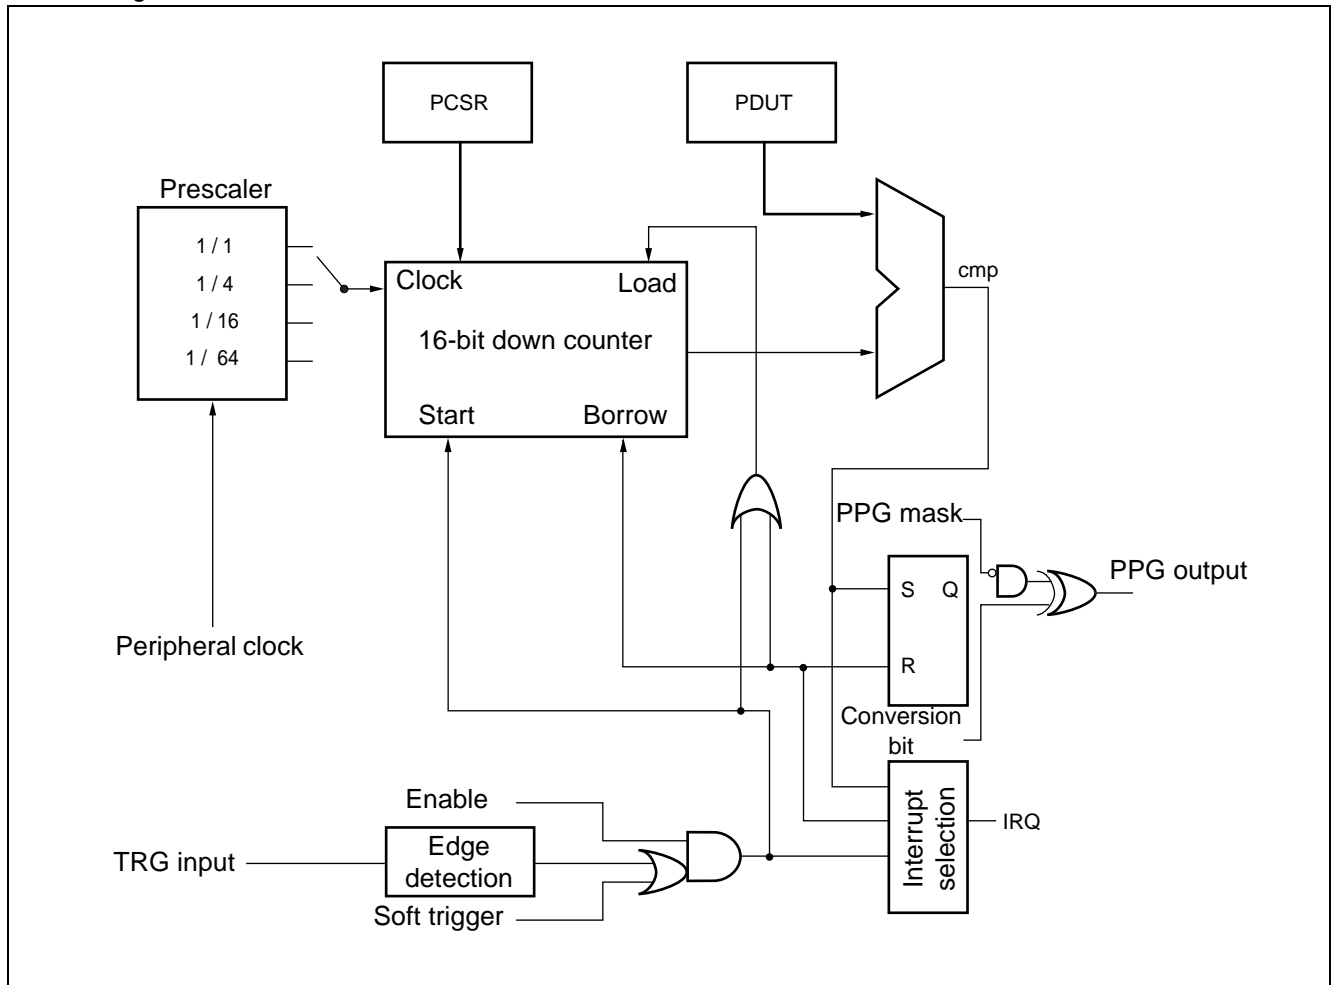 PCSR
PDUT
Prescaler
1 / 1
1 / 4
1 / 16
1 / 64
Clock
Load
16-bit down counter
Start
Borrow
cmp
PPG mask
S Q
R
PPG output
Peripheral clock
Conversion
bit
Enable
TRG input
Edge
detection
Soft trigger
Interrupt
selection
IRQ